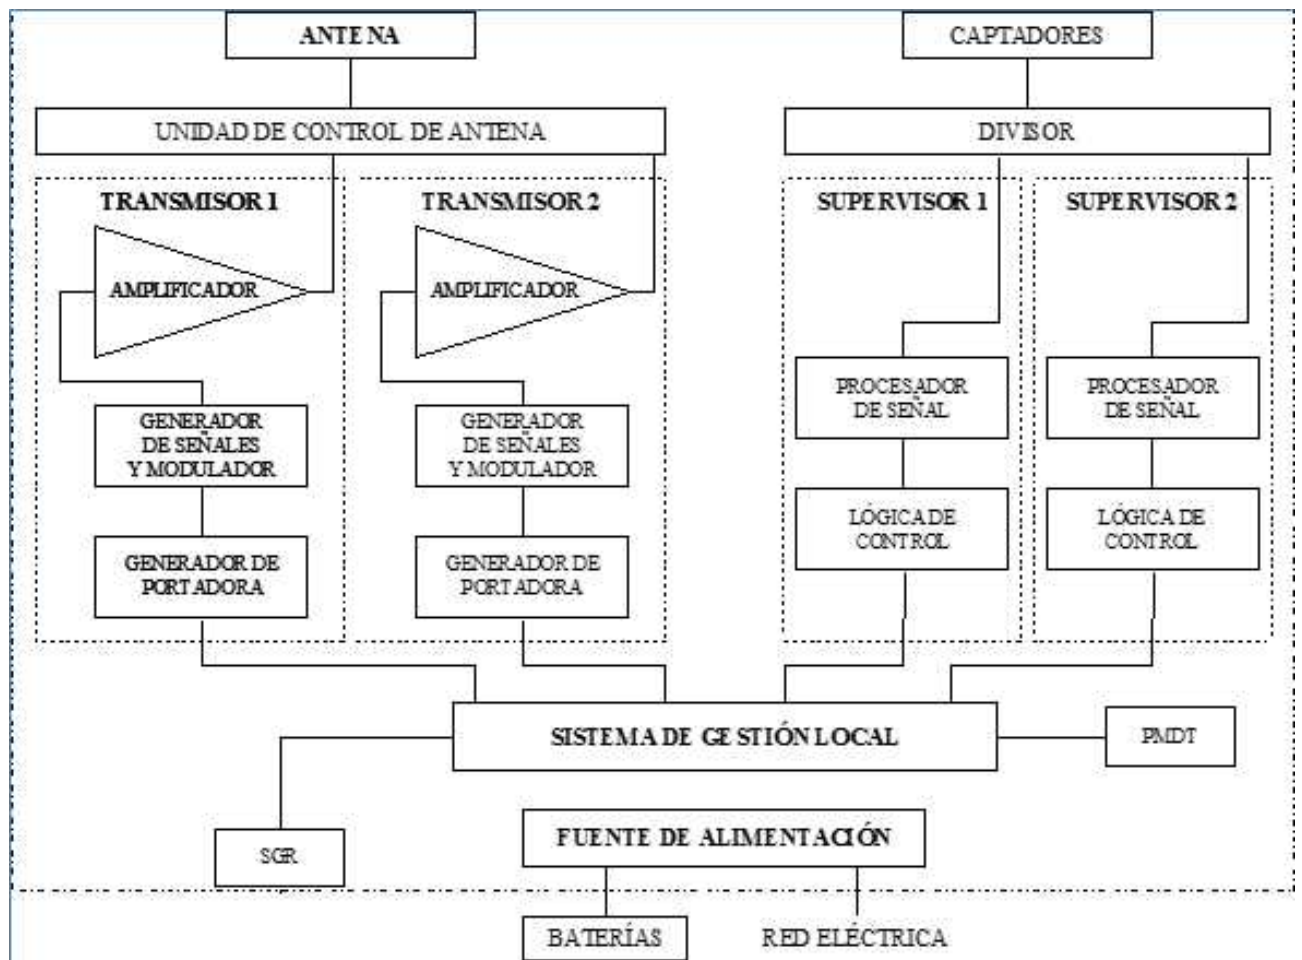 ANTENA
CAPTADORES
UNIDAD DE CONTROL DE ANTENA
DIVISOR
TRANSMISOR 1
TRANSMISOR 2
SUPERVISOR 1
SUPERVISOR 2
AMPLIFICADOR
AMPLIFICADOR
PROCESADOR
DE SEÑAL
PROCESADOR
DE SEÑAL
GENERADOR
DE SEÑALES
Y MODULADOR
GENERADOR
DE SEÑALES
Y MODULADOR
LÓGICA DE
CONTROL
LÓGICA DE
CONTROL
GENERADOR DE
PORTADORA
GENERADOR DE
PORTADORA
SISTEMA DE GESTIÓN LOCAL
PMDT
SGR
FUENTE DE ALIMENTACIÓN
BATERÍAS
RED ELÉCTRICA